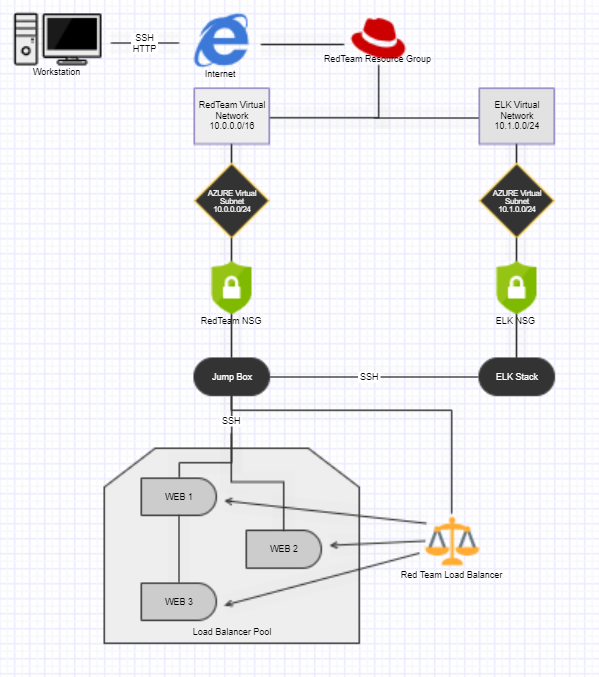 SSH
HTTP
Workstation
Internet
RedTeam Resource Group
RedTeam Virtual
Network
10.0.0.0/16
ELK Virtual
Network
10.1.0.0/24
AZURE Virtual
Subnet
10.0.0.0/24
AZURE Virtual
Subnet
10.1.0.0/24
RedTeam NSG
ELK NSG
Jump Box
SSH
ELK Stack
SSH
WEB 1
WEB 2
Red Team Load Balancer
WEB 3
Load Balancer Pool